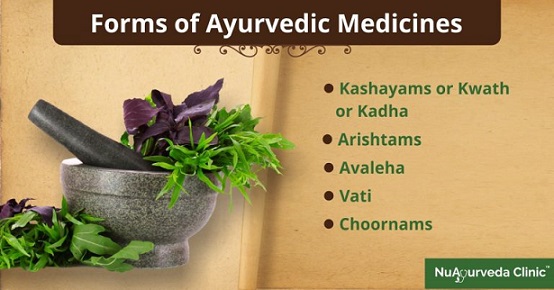 Forms of Ayurvedic Medicines
Kashayams or Kwath
or Kadha
Arishtams
Avaleha
Vati
Choornams
NuAyurveda Clinic™